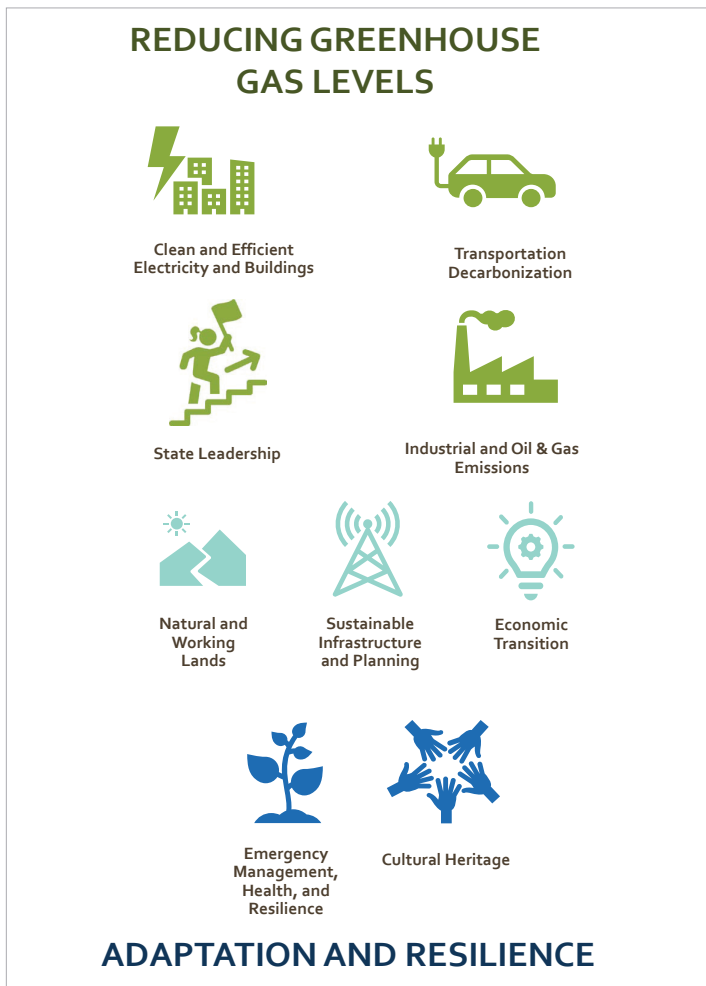 REDUCING GREENHOUSE
GAS LEVELS
Clean and Efficient
Electricity and Buildings
Transportation
Decarbonization
State Leadership
Industrial and Oil & Gas
Emissions
Natural and
Working
Lands
Sustainable
Infrastructure
and Planning
Economic
Transition
Emergency
Management,
Health, and
Resilience
Cultural Heritage
ADAPTATION AND RESILIENCE